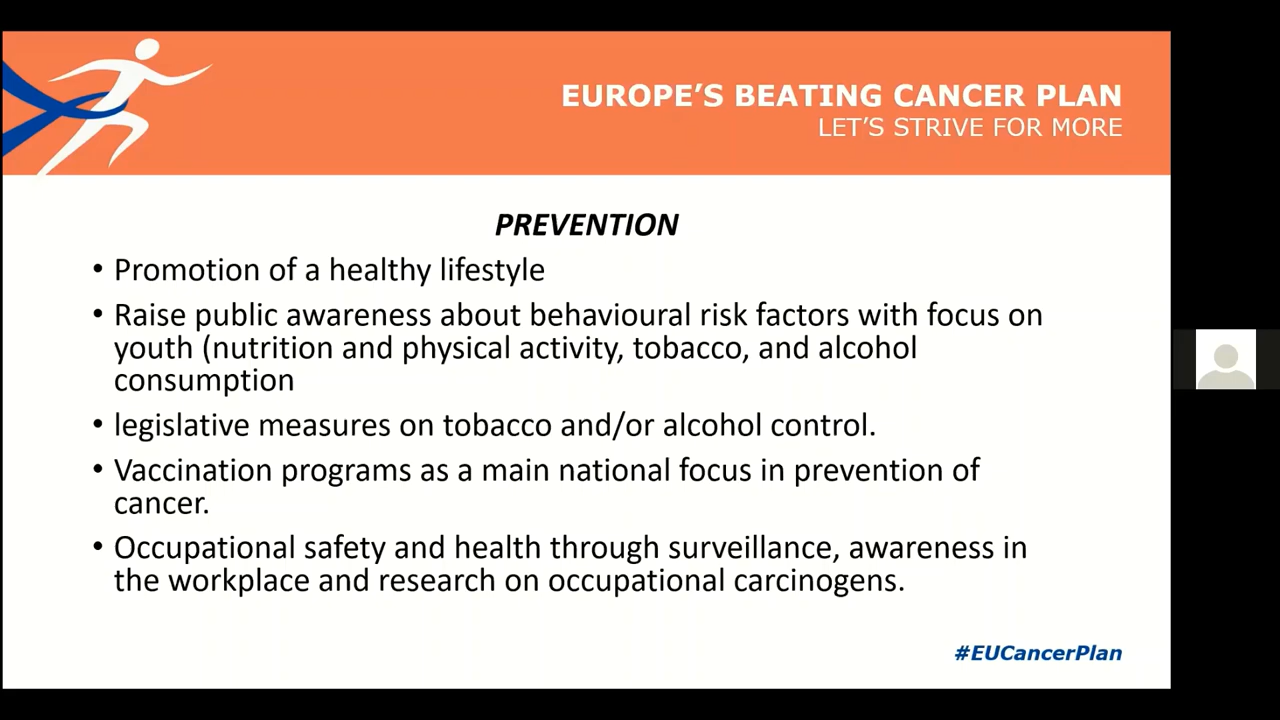 EUROPE'S BEATING CANCER PLAN
LET'S STRIVE FOR MORE
PREVENTION
• Promotion of a healthy lifestyle
• Raise public awareness about behavioural risk factors with focus on
youth (nutrition and physical activity, tobacco, and alcohol
consumption
• legislative measures on tobacco and/or alcohol control.
• Vaccination programs as a main national focus in prevention of
cancer.
• Occupational safety and health through surveillance, awareness in
the workplace and research on occupational carcinogens.
#EUCancerPlan